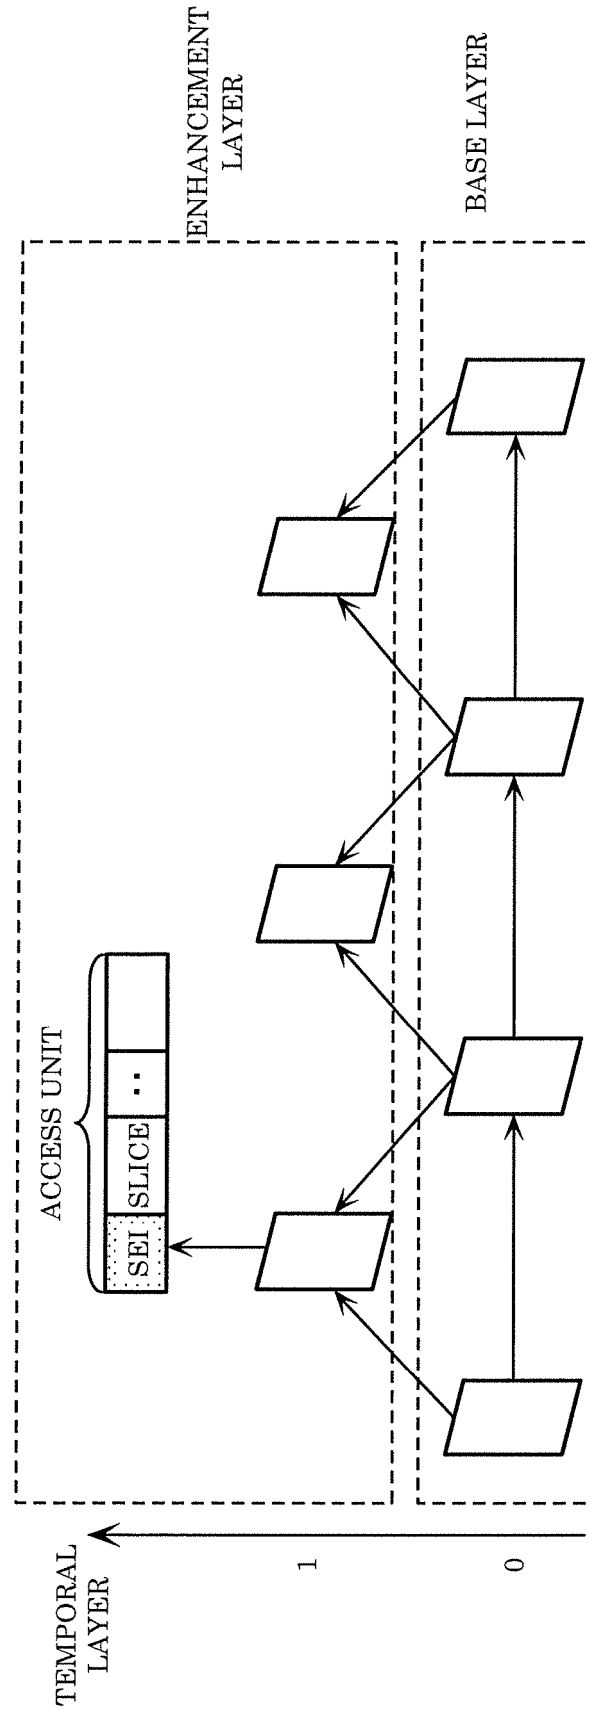 ACCESS UNIT
SEI SLICE ..
ENHANCEMENT
LAYER
BASE LAYER
TEMPORAL
LAYER
1
0